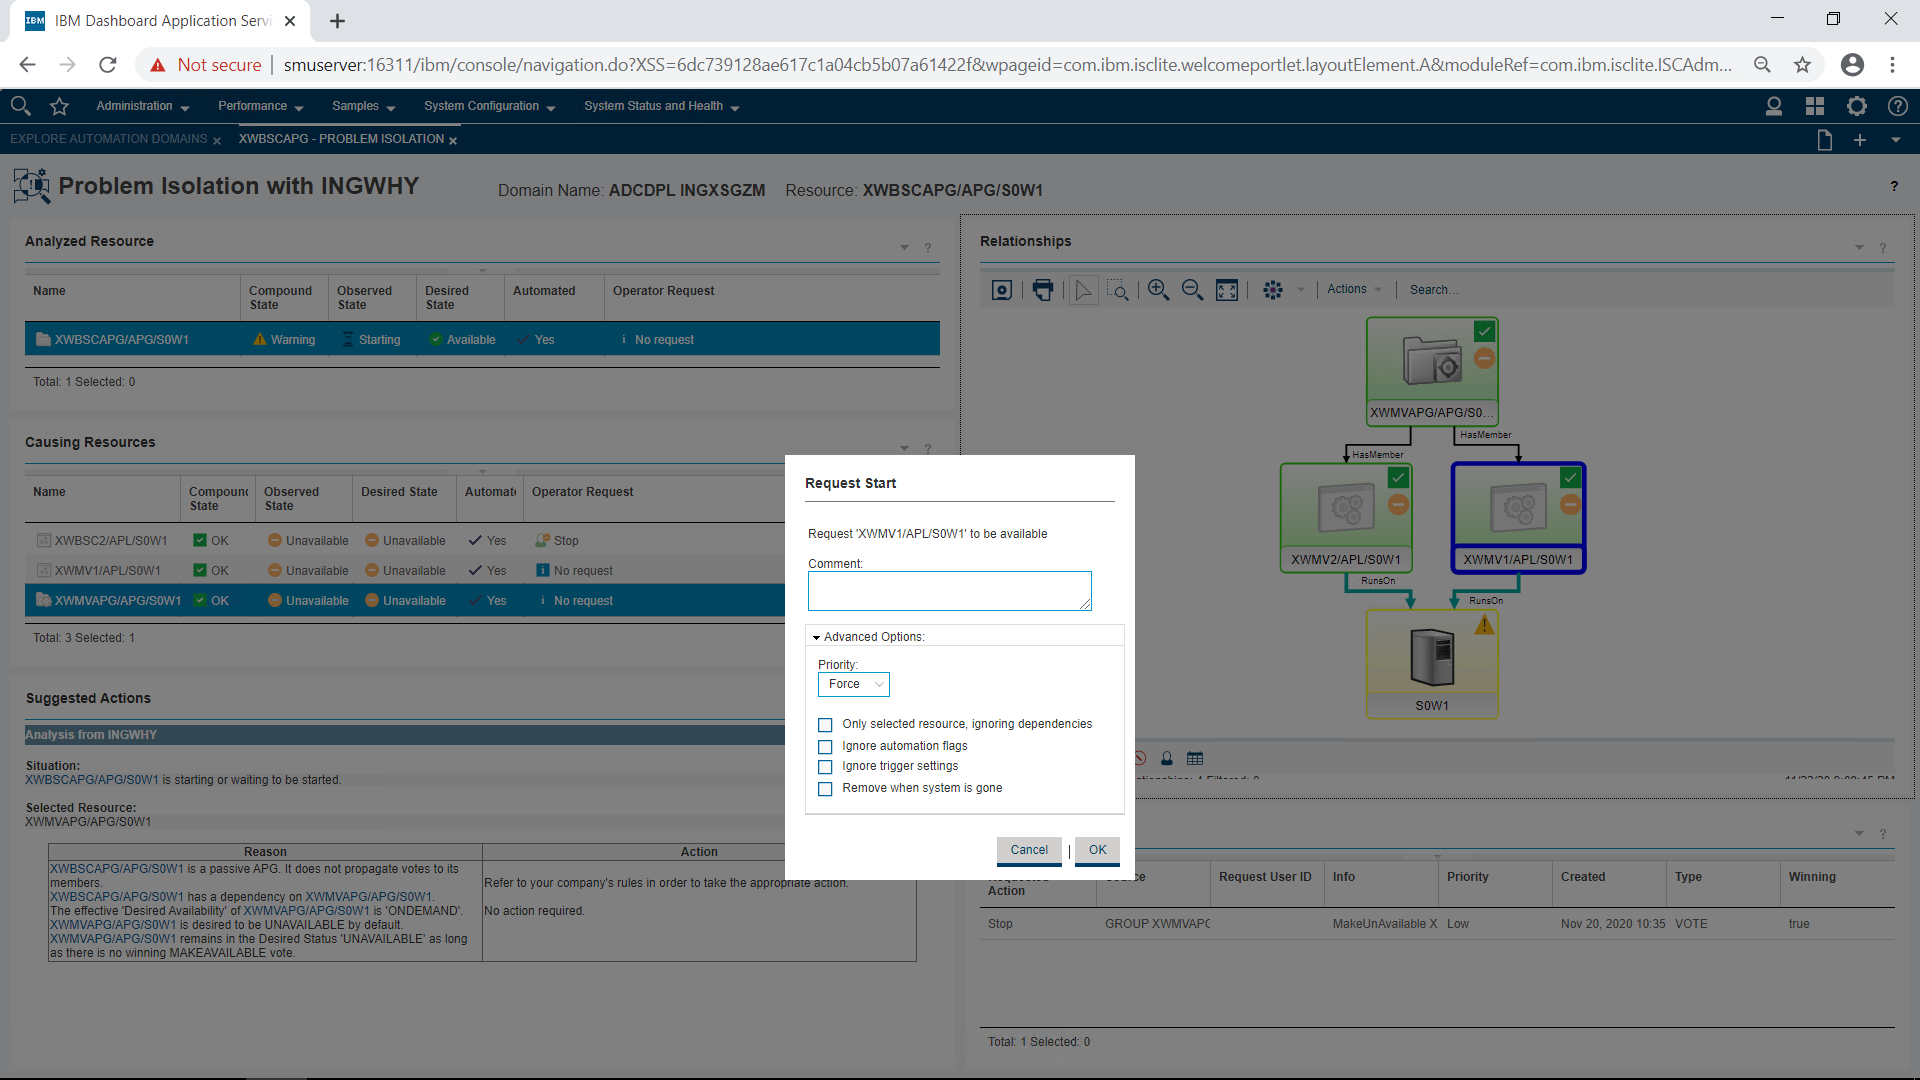 IBM Dashboard Application Servi
Not secure
smuserver:16311/ibm/console/navigation.do?XSS=6dc739128ae617c1a04cb5b07a61422f&wpageid=com.ibm.isclite.welcomeportlet.layoutElement.A&moduleRef=com.ibm.isclite.ISCAdm...
Administration Performance Samples System Configuration System Status and Health
EXPLORE AUTOMATION DOMAINS XWBSCAPG - PROBLEM ISOLATION
Problem Isolation with INGWHY
Domain Name: ADCDPL INGXSGZM Resource: XWBSCAPG/APG/S0W1 ?
Analyzed Resource ?
Name Compound State Observed State Desired State Automated Operator Request
XWBSCAPG/APG/S0W1 Warning Starting Available Yes No request
Total: 1 Selected: 0
Causing Resources ?
Name Compound State Observed State Desired State Automat Operator Request
XWBSC2/APL/S0W1 OK Unavailable Unavailable Yes Stop
XWMV1/APL/S0W1 OK Unavailable Unavailable Yes No request
XWMVAPG/APG/S0W1 OK Unavailable Unavailable Yes No request
Total: 3 Selected: 1
Suggested Actions
Analysis from INGWHY
Situation:
XWBSCAPG/APG/S0W1 is starting or waiting to be started.
Selected Resource:
XWMVAPG/APG/S0W1
Reason Action
XWBSCAPG/APG/S0W1 is a passive APG. It does not propagate votes to its
members.
XWBSCAPG/APG/S0W1 has a dependency on XWMVAPG/APG/S0W1.
The effective 'Desired Availability' of XWMVAPG/APG/S0W1 is 'ONDEMAND'.
XWMVAPG/APG/S0W1 is desired to be UNAVAILABLE by default.
XWMVAPG/APG/S0W1 remains in the Desired Status 'UNAVAILABLE' as long
as there is no winning MAKEAVAILABLE vote.
Refer to your company's rules in order to take the appropriate action.
No action required.
Relationships ?
Actions Search...
XWMVAPG/APG/S0...
HasMember
HasMember
XWMV2/APL/S0W1
XWMV1/APL/S0W1
RunsOn
RunsOn
S0W1
Request Start
Request 'XWMV1/APL/S0W1' to be available
Comment:
Advanced Options:
Priority:
Force
Only selected resource, ignoring dependencies
Ignore automation flags
Ignore trigger settings
Remove when system is gone
Cancel | OK
?
Action Request User ID Info Priority Created Type Winning
Stop GROUP XWMVAPG MakeUnAvailable X Low Nov 20, 2020 10:35 VOTE true
Total: 1 Selected: 0